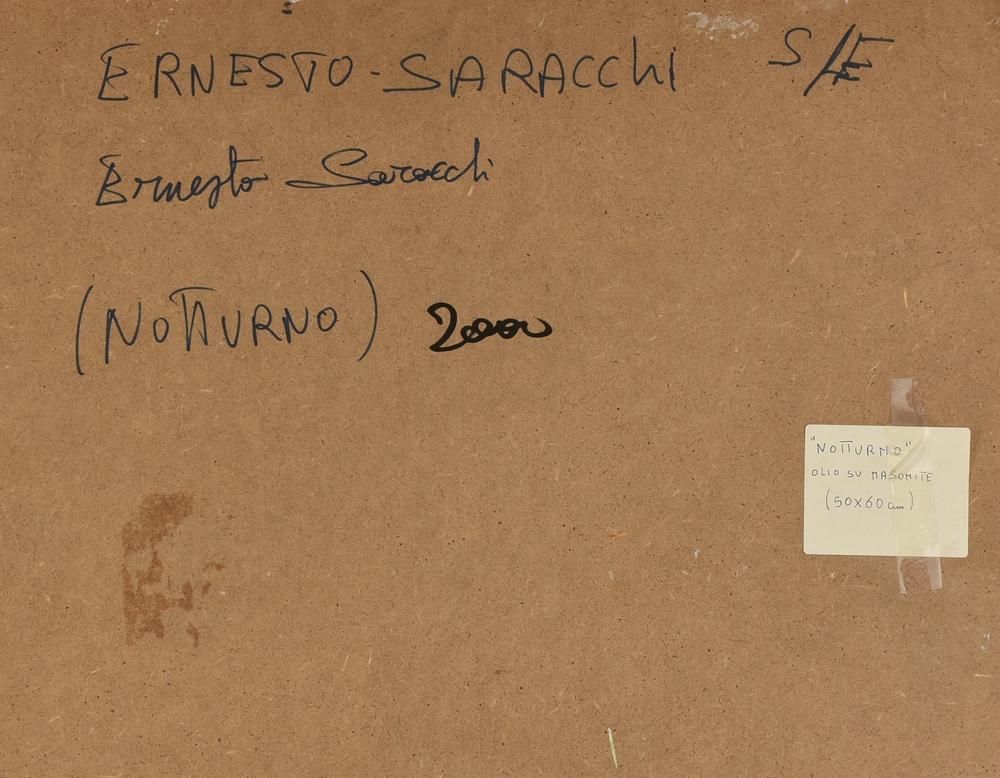 ERNESTO-SARACChI S/E
Ernesto Saracchi
(NOTTURNO) 2000
"NOTTURNO"
OLIO SU MASONITE
(50X60 cm)